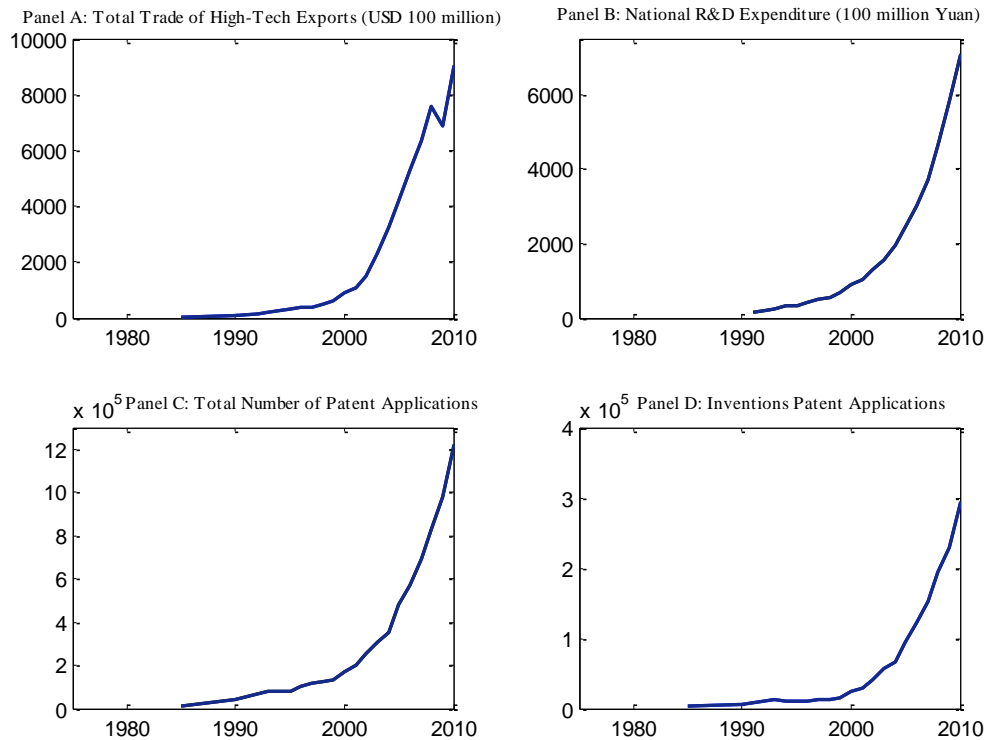 Panel A: Total Trade of High-Tech Exports (USD 100 million)
10000
8000
6000
4000
2000
0
1980 1990 2000 2010
Panel B: National R&D Expenditure (100 million Yuan)
6000
4000
2000
0
1980 1990 2000 2010
x 10^5 Panel C: Total Number of Patent Applications
12
10
8
6
4
2
0
1980 1990 2000 2010
x 10^5 Panel D: Inventions Patent Applications
4
3
2
1
0
1980 1990 2000 2010